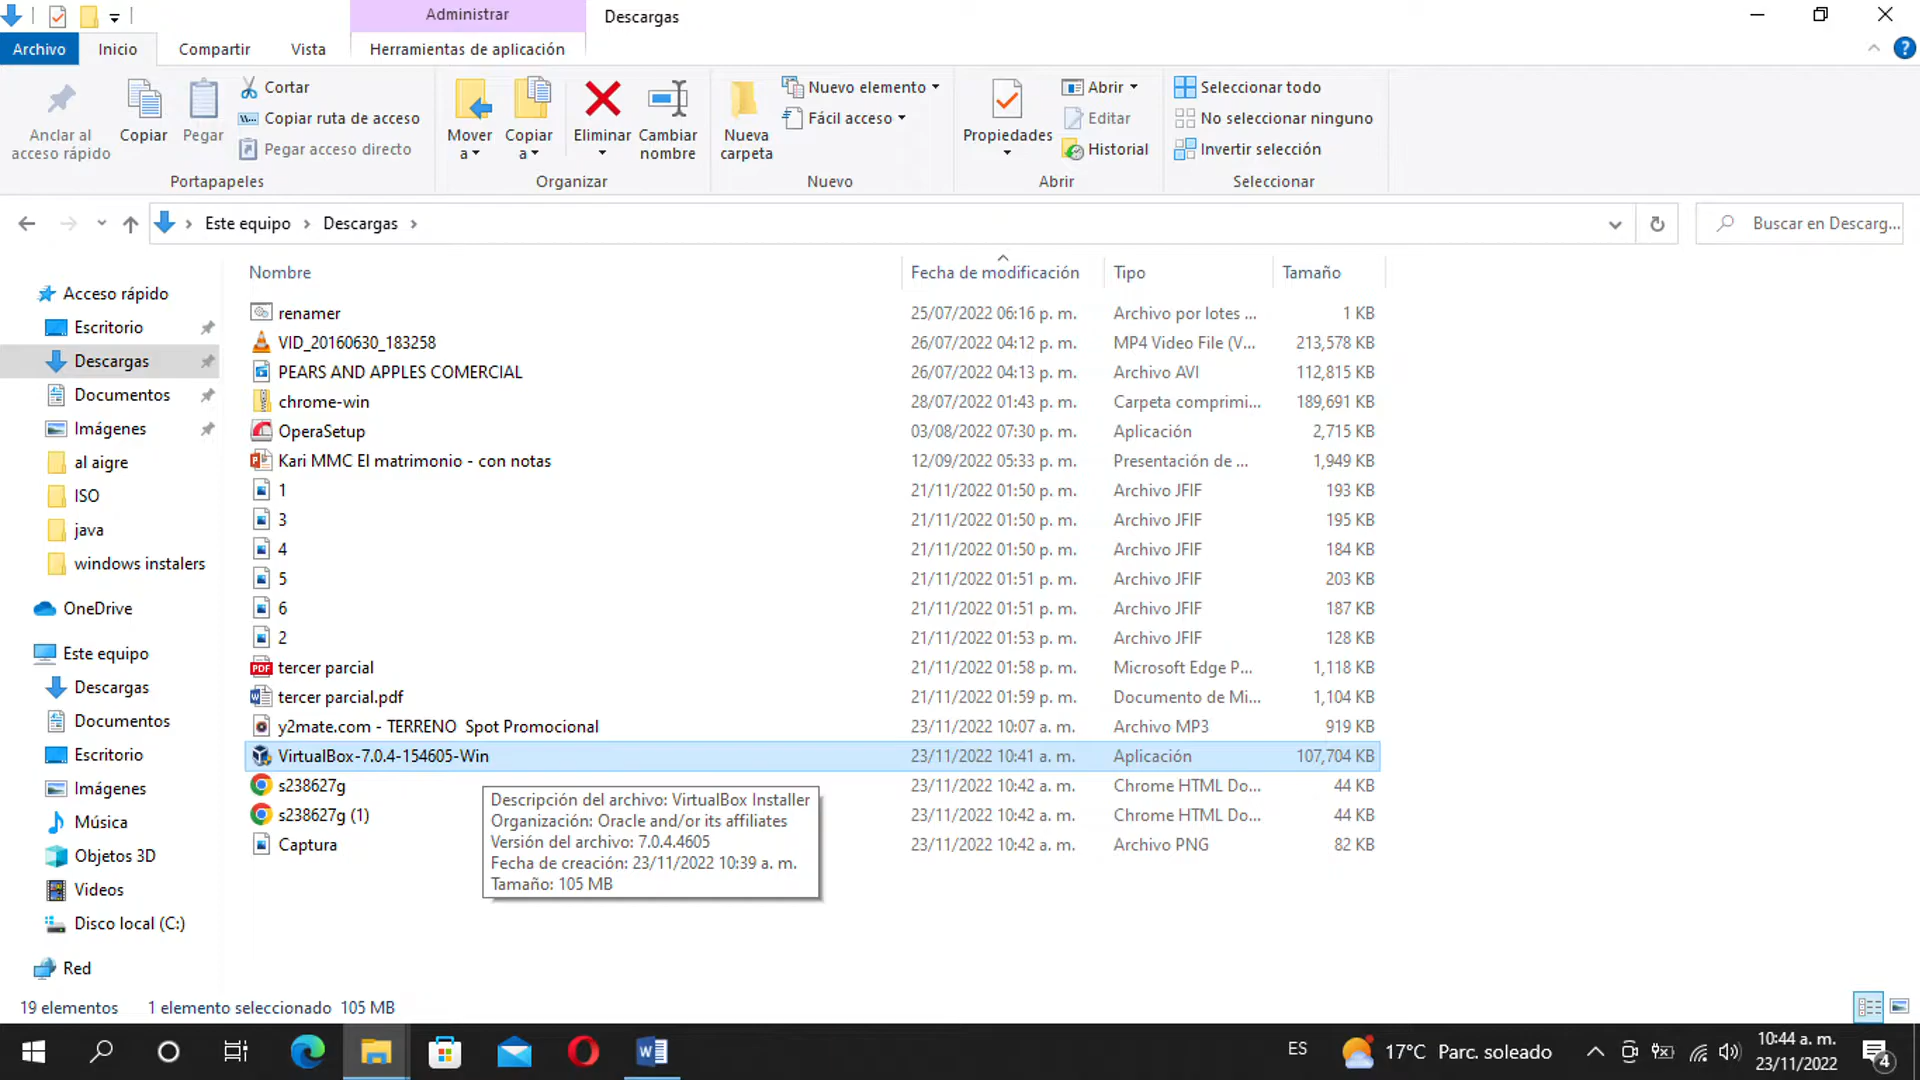 Administrar
Descargas
Archivo
Inicio
Compartir
Vista
Herramientas de aplicación
Anclar al
acceso rápido
Copiar
Pegar
Cortar
Copiar ruta de acceso
Pegar acceso directo
Portapapeles
Mover
a
Copiar
a
Eliminar
Cambiar
nombre
Organizar
Nueva
carpeta
Nuevo elemento
Fácil acceso
Nuevo
Propiedades
Abrir
Editar
Historial
Abrir
Seleccionar todo
No seleccionar ninguno
Invertir selección
Seleccionar
Este equipo > Descargas >
Buscar en Descarg...
Nombre Fecha de modificación Tipo Tamaño
renamer 25/07/2022 06:16 p. m. Archivo por lotes ... 1 KB
VID_20160630_183258 26/07/2022 04:12 p. m. MP4 Video File (V... 213,578 KB
PEARS AND APPLES COMERCIAL 26/07/2022 04:13 p. m. Archivo AVI 112,815 KB
chrome-win 28/07/2022 01:43 p. m. Carpeta comprimi... 189,691 KB
OperaSetup 03/08/2022 07:30 p. m. Aplicación 2,715 KB
Kari MMC El matrimonio - con notas 12/09/2022 05:33 p. m. Presentación de ... 1,949 KB
1 21/11/2022 01:50 p. m. Archivo JFIF 193 KB
3 21/11/2022 01:50 p. m. Archivo JFIF 195 KB
4 21/11/2022 01:50 p. m. Archivo JFIF 184 KB
5 21/11/2022 01:51 p. m. Archivo JFIF 203 KB
6 21/11/2022 01:51 p. m. Archivo JFIF 187 KB
2 21/11/2022 01:53 p. m. Archivo JFIF 128 KB
tercer parcial 21/11/2022 01:58 p. m. Microsoft Edge P... 1,118 KB
tercer parcial.pdf 21/11/2022 01:59 p. m. Documento de Mi... 1,104 KB
y2mate.com - TERRENO Spot Promocional 23/11/2022 10:07 a. m. Archivo MP3 919 KB
VirtualBox-7.0.4-154605-Win 23/11/2022 10:41 a. m. Aplicación 107,704 KB
s238627g 23/11/2022 10:42 a. m. Chrome HTML Do... 44 KB
s238627g (1) 23/11/2022 10:42 a. m. Chrome HTML Do... 44 KB
Captura 23/11/2022 10:42 a. m. Archivo PNG 82 KB
Descripción del archivo: VirtualBox Installer
Organización: Oracle and/or its affiliates
Versión del archivo: 7.0.4.4605
Fecha de creación: 23/11/2022 10:39 a. m.
Tamaño: 105 MB
Acceso rápido
Escritorio
Descargas
Documentos
Imágenes
al aigre
ISO
java
windows instalers
OneDrive
Este equipo
Descargas
Documentos
Escritorio
Imágenes
Música
Objetos 3D
Videos
Disco local (C:)
Red
19 elementos 1 elemento seleccionado 105 MB
ES
17°C Parc. soleado
10:44 a. m.
23/11/2022
4